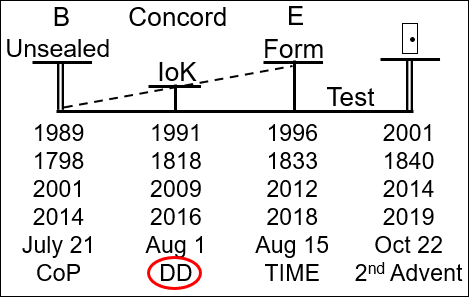 B Concord E
Unsealed Form
IoK
Test
1989 1991 1996 2001
1798 1818 1833 1840
2001 2009 2012 2014
2014 2016 2018 2019
July 21 Aug 1 Aug 15 Oct 22
CoP DD TIME 2nd Advent